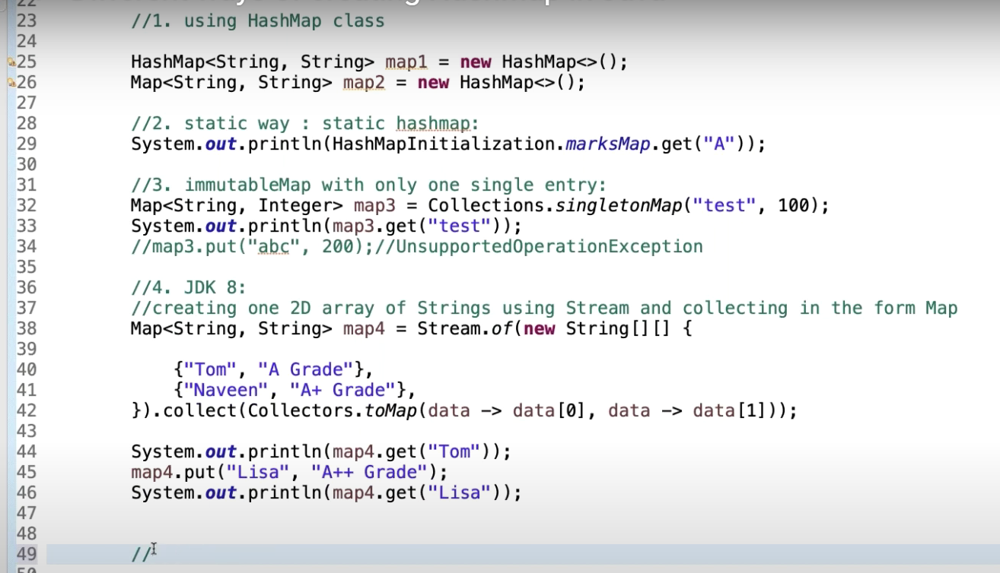 22
23 //1. using HashMap class
24
25 HashMap<String, String> map1 = new HashMap<>();
26 Map<String, String> map2 = new HashMap<>();
27
28 //2. static way : static hashmap:
29 System.out.println(HashMapInitialization.marksMap.get("A"));
30
31 //3. immutableMap with only one single entry:
32 Map<String, Integer> map3 = Collections.singletonMap("test", 100);
33 System.out.println(map3.get("test"));
34 //map3.put("abc", 200);//UnsupportedOperationException
35
36 //4. JDK 8:
37 //creating one 2D array of Strings using Stream and collecting in the form Map
38 Map<String, String> map4 = Stream.of(new String[][] {
39
40 {"Tom", "A Grade"},
41 {"Naveen", "A+ Grade"},
42 }).collect(Collectors.toMap(data -> data[0], data -> data[1]));
43
44 System.out.println(map4.get("Tom"));
45 map4.put("Lisa", "A++ Grade");
46 System.out.println(map4.get("Lisa"));
47
48
49 //
50